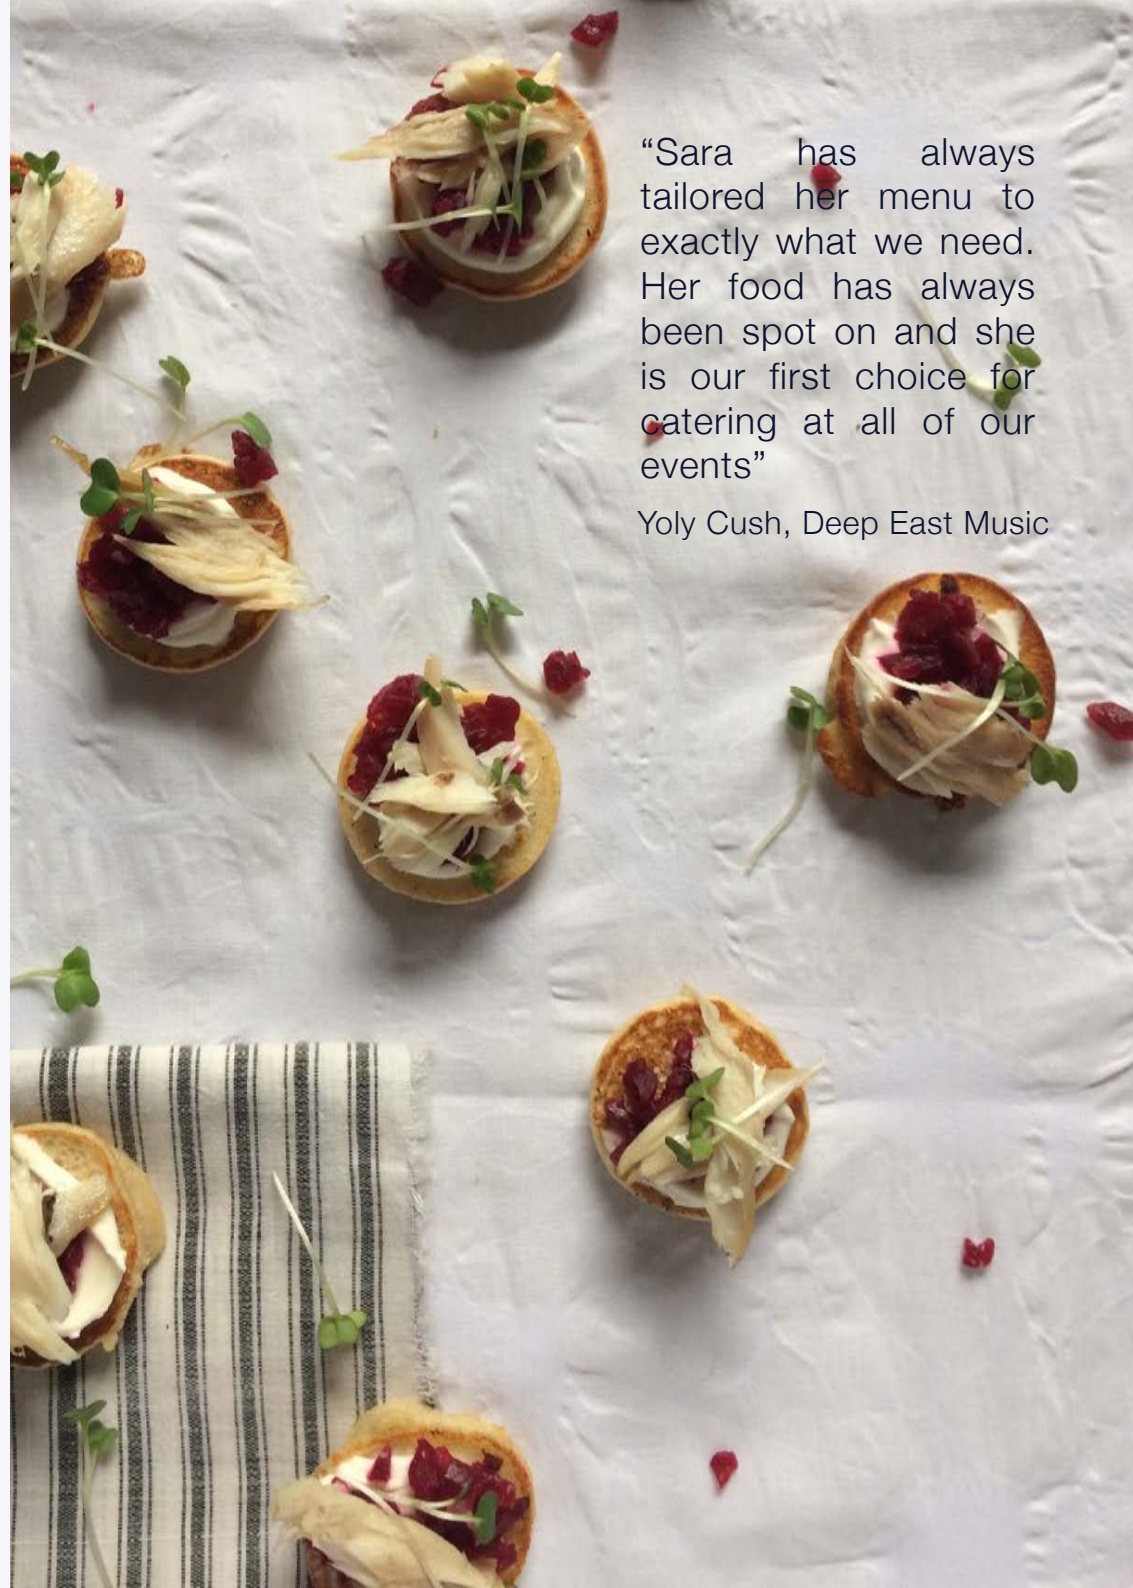 “Sara has always
tailored her menu to
exactly what we need.
Her food has always
been spot on and she
is our first choice for
catering at all of our
events”
Yoly Cush, Deep East Music